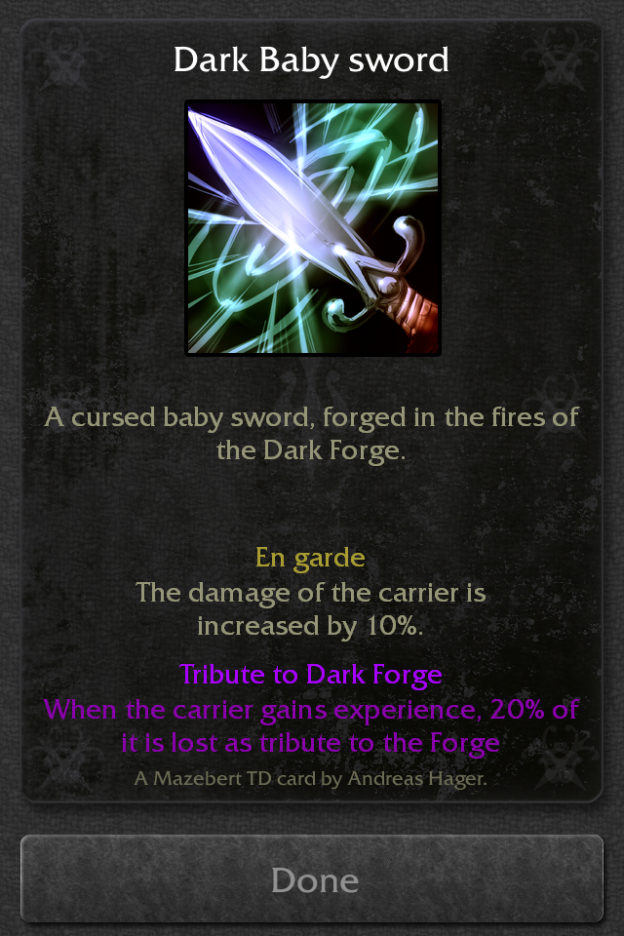 Dark Baby sword
A cursed baby sword, forged in the fires of
the Dark Forge.
En garde
The damage of the carrier is
increased by 10%.
Tribute to Dark Forge
When the carrier gains experience, 20% of
it is lost as tribute to the Forge
A Mazebert TD card by Andreas Hager.
Done